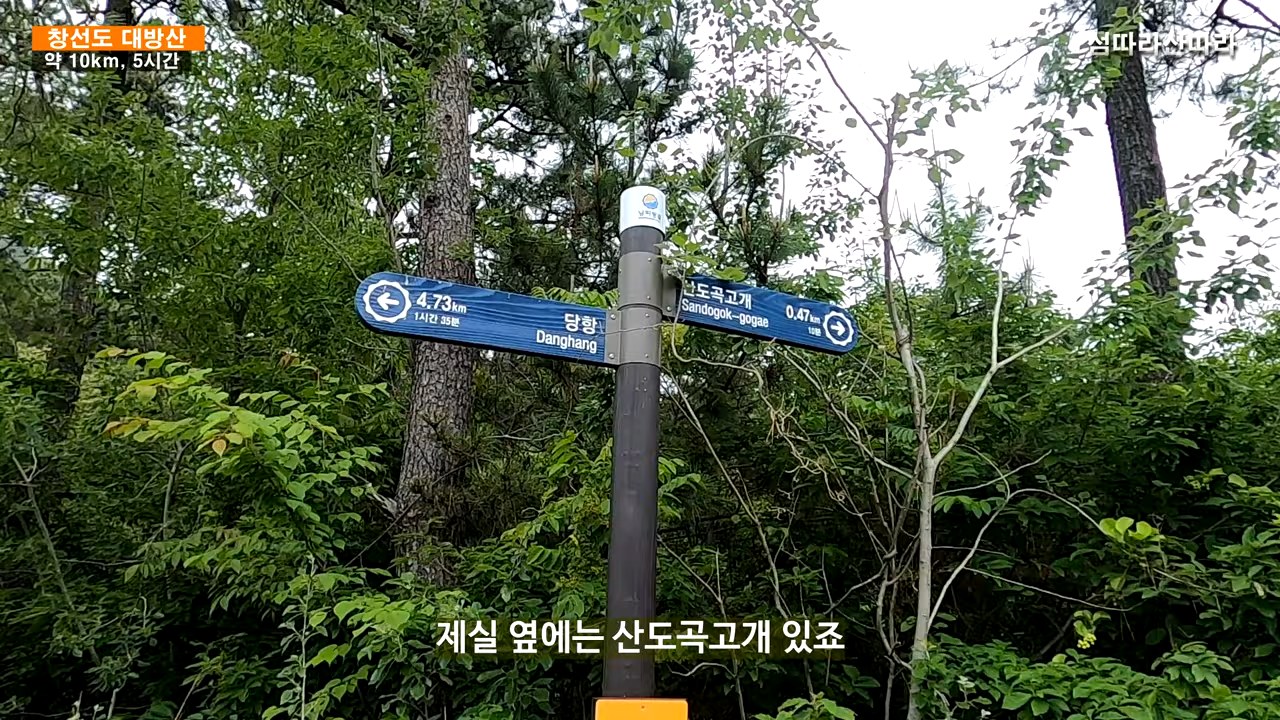 창선도 대방산
약 10km, 5시간
섬따라산따라
4.73km
1시간 35분
당항
Danghang
산도곡고개
Sandogok-gogae
0.47km
10분
제실 옆에는 산도곡고개 있죠